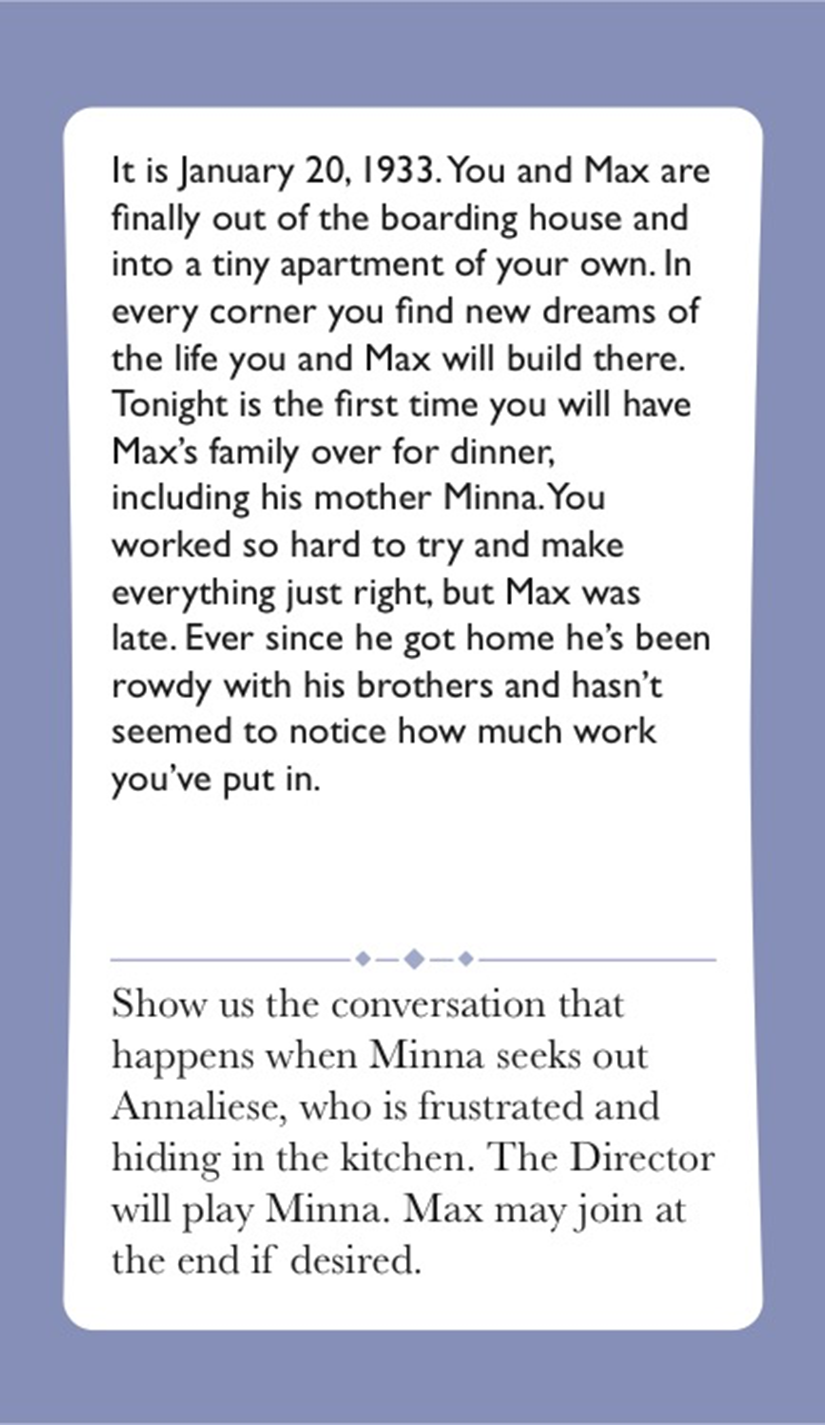 It is January 20, 1933. You and Max are
finally out of the boarding house and
into a tiny apartment of your own. In
every corner you find new dreams of
the life you and Max will build there.
Tonight is the first time you will have
Max’s family over for dinner,
including his mother Minna. You
worked so hard to try and make
everything just right, but Max was
late. Ever since he got home he’s been
rowdy with his brothers and hasn’t
seemed to notice how much work
you’ve put in.
Show us the conversation that
happens when Minna seeks out
Annaliese, who is frustrated and
hiding in the kitchen. The Director
will play Minna. Max may join at
the end if desired.